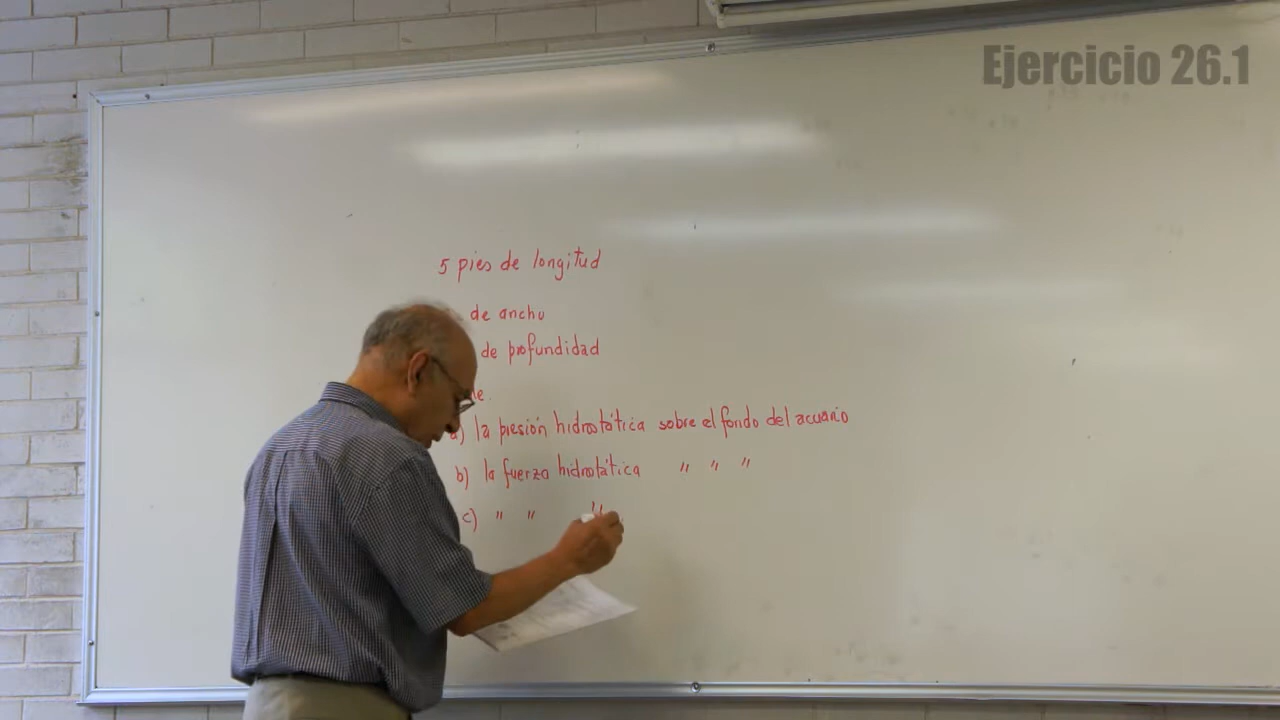 Ejercicio 26.1
5 pies de longitud
de ancho
de profundidad
a) la presión hidrostática sobre el fondo del acuario
b) la fuerza hidrostática " " "
c) " " "